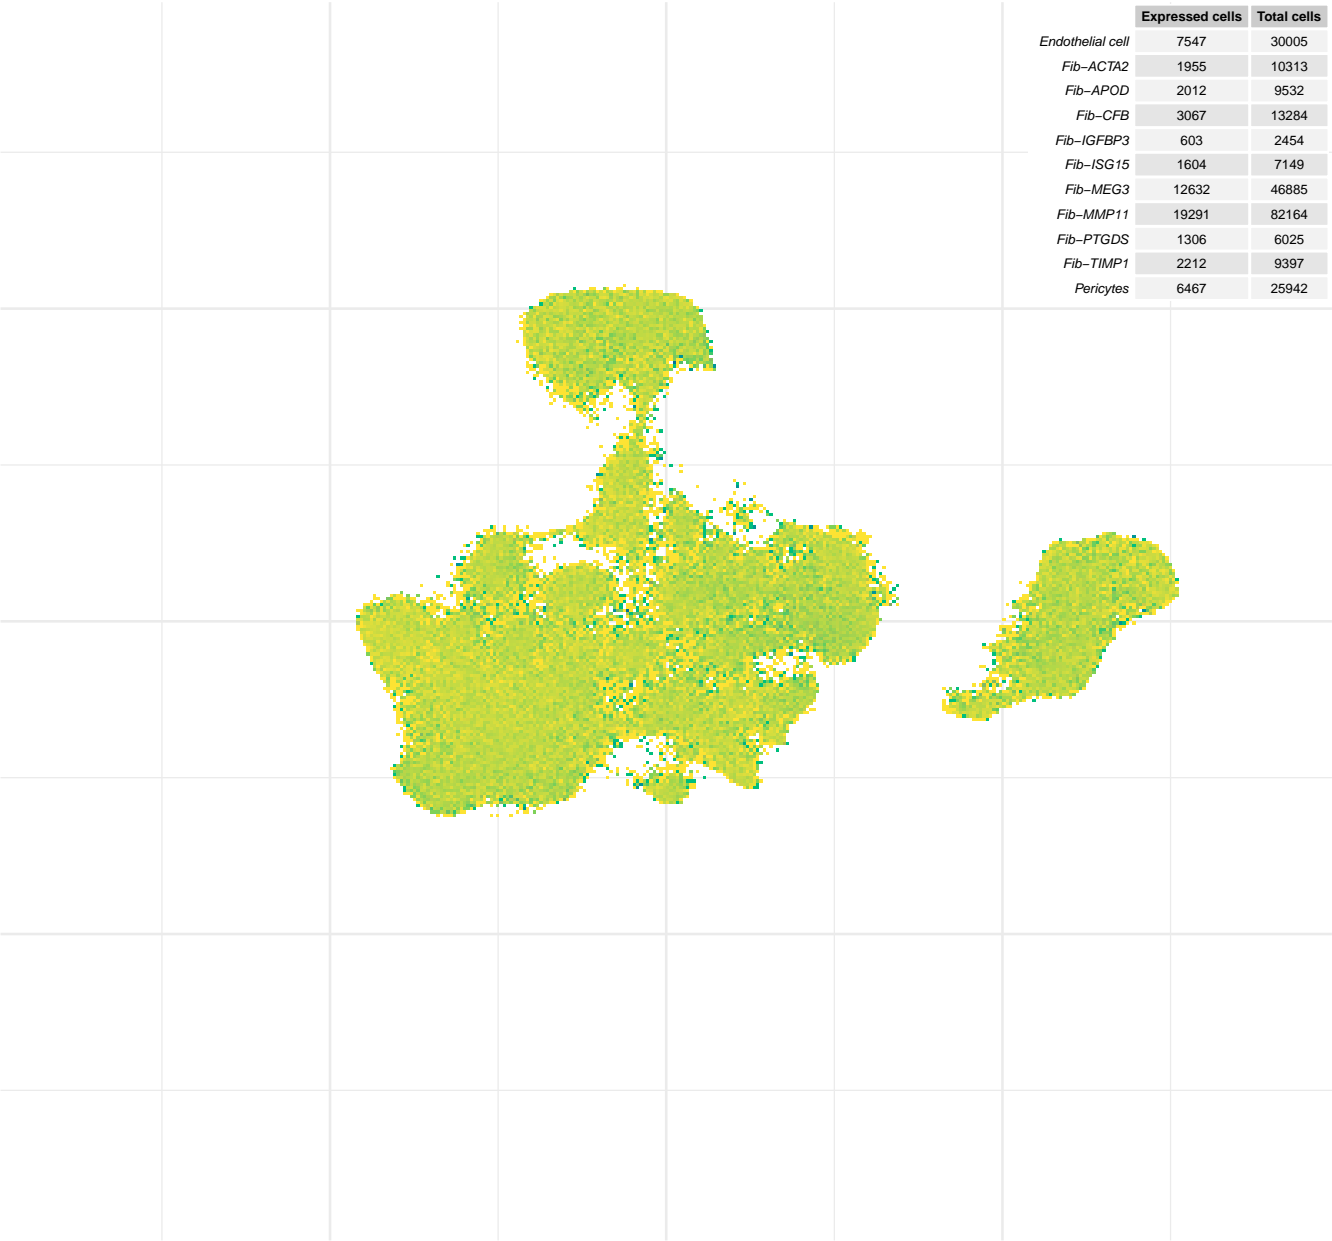 Expressed cells Total cells
Endothelial cell 7547 30005
Fib−ACTA2 1955 10313
Fib−APOD 2012 9532
Fib−CFB 3067 13284
Fib−IGFBP3 603 2454
Fib−ISG15 1604 7149
Fib−MEG3 12632 46885
Fib−MMP11 19291 82164
Fib−PTGDS 1306 6025
Fib−TIMP1 2212 9397
Pericytes 6467 25942